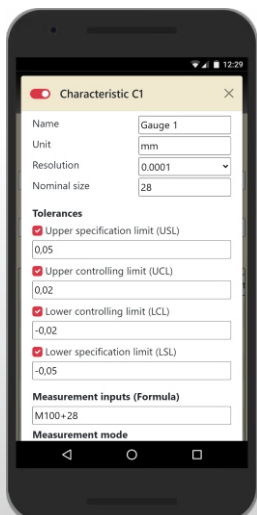 12:29
Characteristic C1
Name Gauge 1
Unit mm
Resolution 0.0001
Nominal size 28
Tolerances
Upper specification limit (USL)
0,05
Upper controlling limit (UCL)
0,02
Lower controlling limit (LCL)
-0,02
Lower specification limit (LSL)
-0,05
Measurement inputs (Formula)
M100+28
Measurement mode